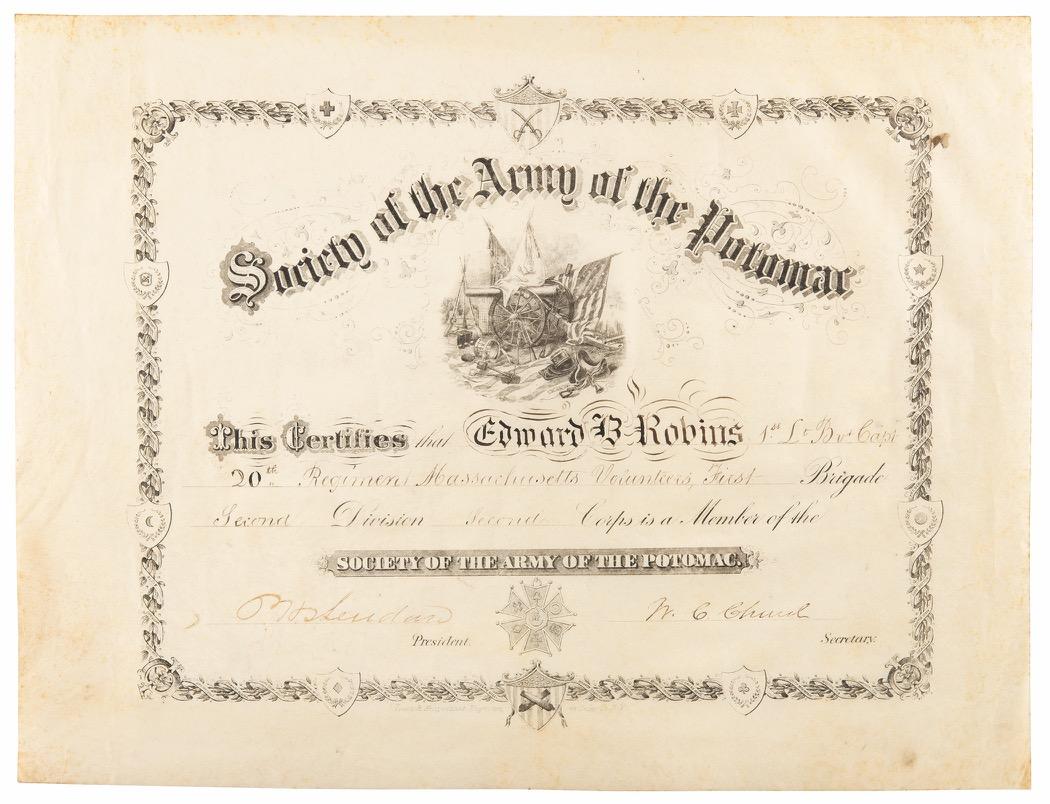 Society of the Army of the Potomac
This Certifies that Edward B Robins 1st Lt Bvt Capt
20th Regiment Massachusetts Volunteers, First Brigade
Second Division Second Corps is a Member of the
SOCIETY OF THE ARMY OF THE POTOMAC.
P. H. Sheridan W. C. Church
President. Secretary.